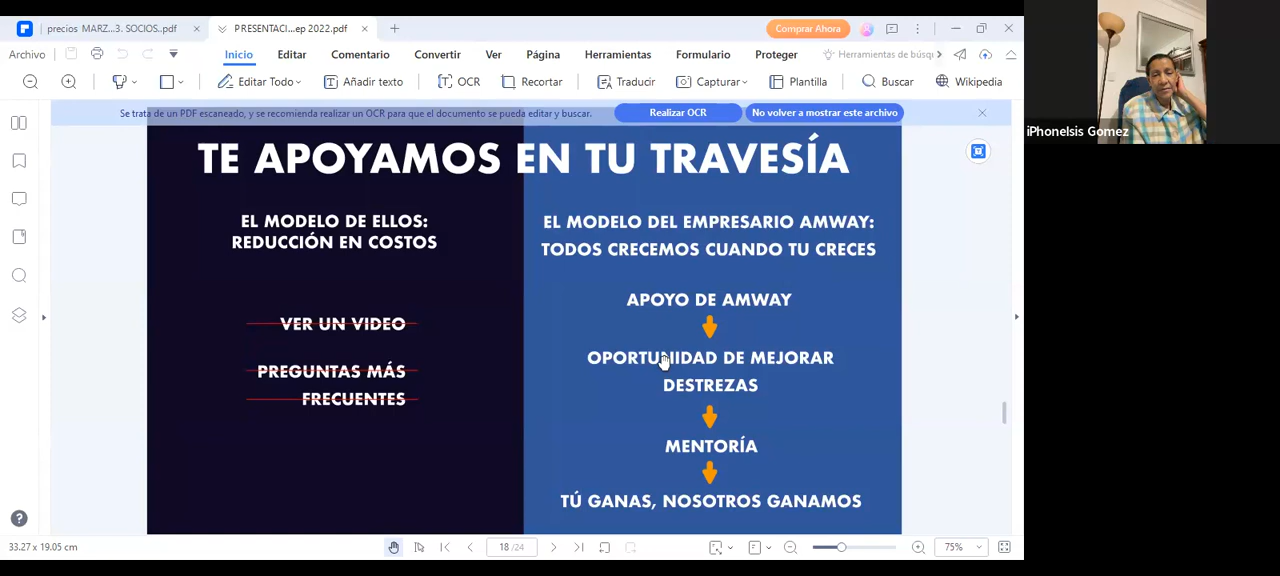 precios MARZ...3. SOCIOS..pdf
PRESENTACI...ep 2022.pdf
Comprar Ahora
Archivo
Inicio
Editar
Comentario
Convertir
Ver
Página
Herramientas
Formulario
Proteger
Herramientas de búsq
Editar Todo
Añadir texto
OCR
Recortar
Traducir
Capturar
Plantilla
Buscar
Wikipedia
Se trata de un PDF escaneado, y se recomienda realizar un OCR para que el documento se pueda editar y buscar.
Realizar OCR
No volver a mostrar este archivo
iPhoneIsis Gomez
TE APOYAMOS EN TU TRAVESÍA
EL MODELO DE ELLOS:
REDUCCIÓN EN COSTOS
VER UN VIDEO
PREGUNTAS MÁS
FRECUENTES
EL MODELO DEL EMPRESARIO AMWAY:
TODOS CRECEMOS CUANDO TU CRECES
APOYO DE AMWAY
OPORTUNIDAD DE MEJORAR
DESTREZAS
MENTORÍA
TÚ GANAS, NOSOTROS GANAMOS
33.27 x 19.05 cm
18 /24
75%